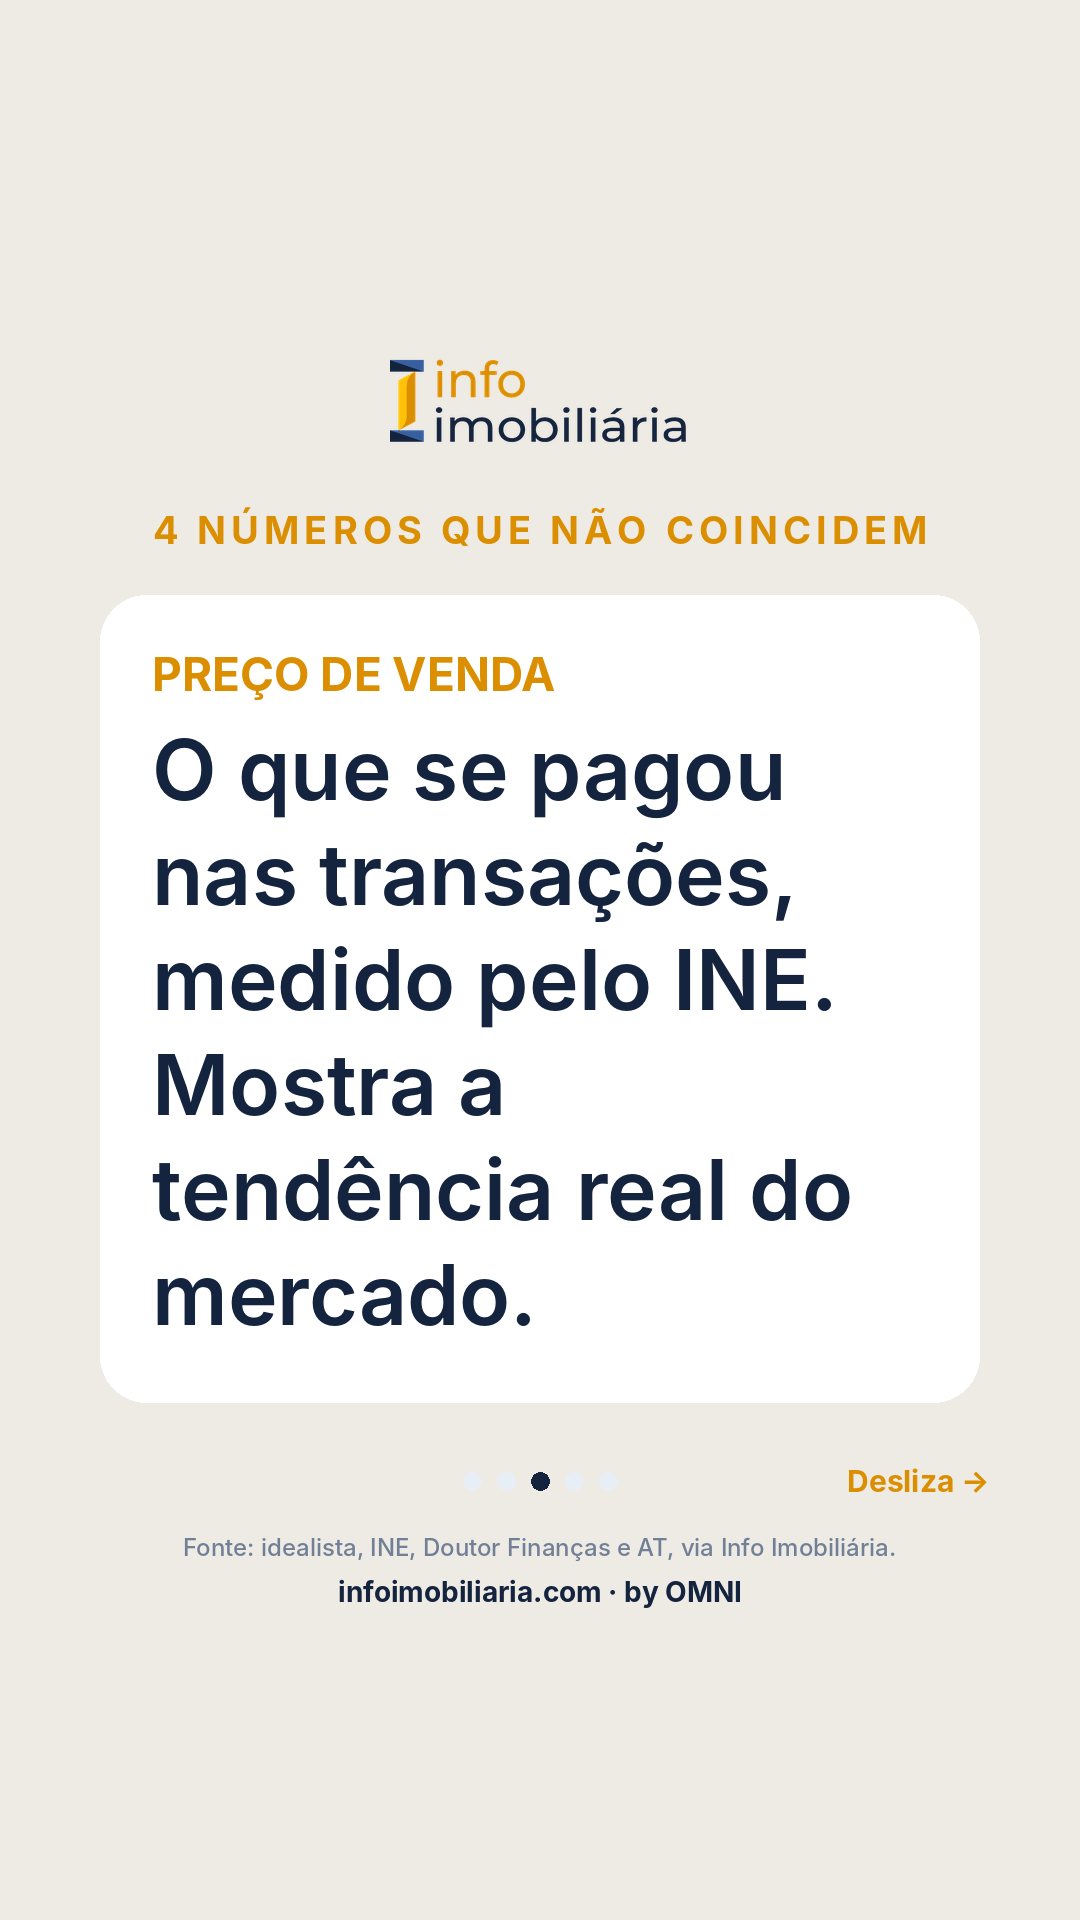 info
imobiliária
4 NÚMEROS QUE NÃO COINCIDEM
PREÇO DE VENDA
O que se pagou
nas transações,
medido pelo INE.
Mostra a
tendência real do
mercado.
Desliza →
Fonte: idealista, INE, Doutor Finanças e AT, via Info Imobiliária.
infoimobiliaria.com · by OMNI